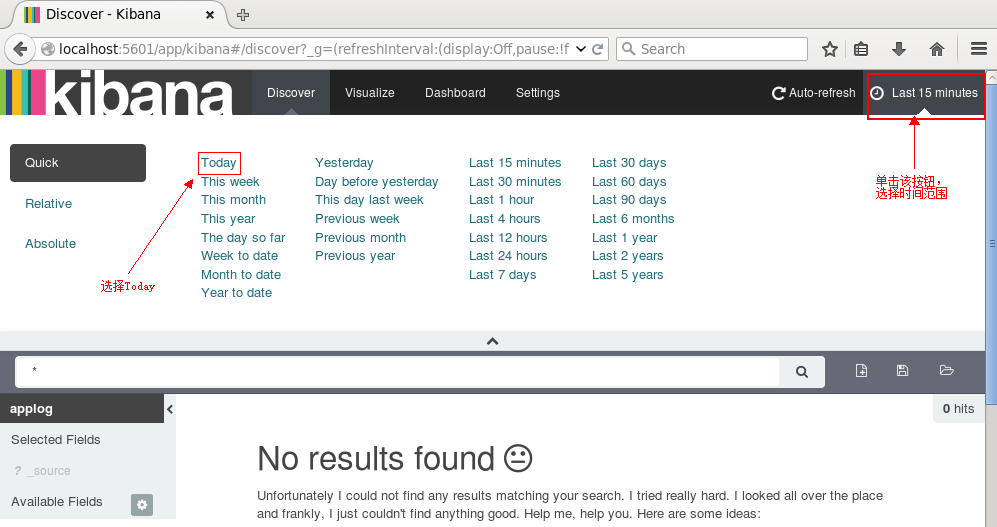 Discover - Kibana
localhost:5601/app/kibana#/discover?_g=(refreshInterval:(display:Off,pause:!f
Search
kibana
Discover
Visualize
Dashboard
Settings
Auto-refresh
Last 15 minutes
单击该按钮，
选择时间范围
Quick
Relative
Absolute
Today
This week
This month
This year
The day so far
Week to date
Month to date
Year to date
Yesterday
Day before yesterday
This day last week
Previous week
Previous month
Previous year
Last 15 minutes
Last 30 minutes
Last 1 hour
Last 4 hours
Last 12 hours
Last 24 hours
Last 7 days
Last 30 days
Last 60 days
Last 90 days
Last 6 months
Last 1 year
Last 2 years
Last 5 years
选择Today
*
applog
0 hits
Selected Fields
? _source
Available Fields
No results found
Unfortunately I could not find any results matching your search. I tried really hard. I looked all over the place
and frankly, I just couldn't find anything good. Help me, help you. Here are some ideas: